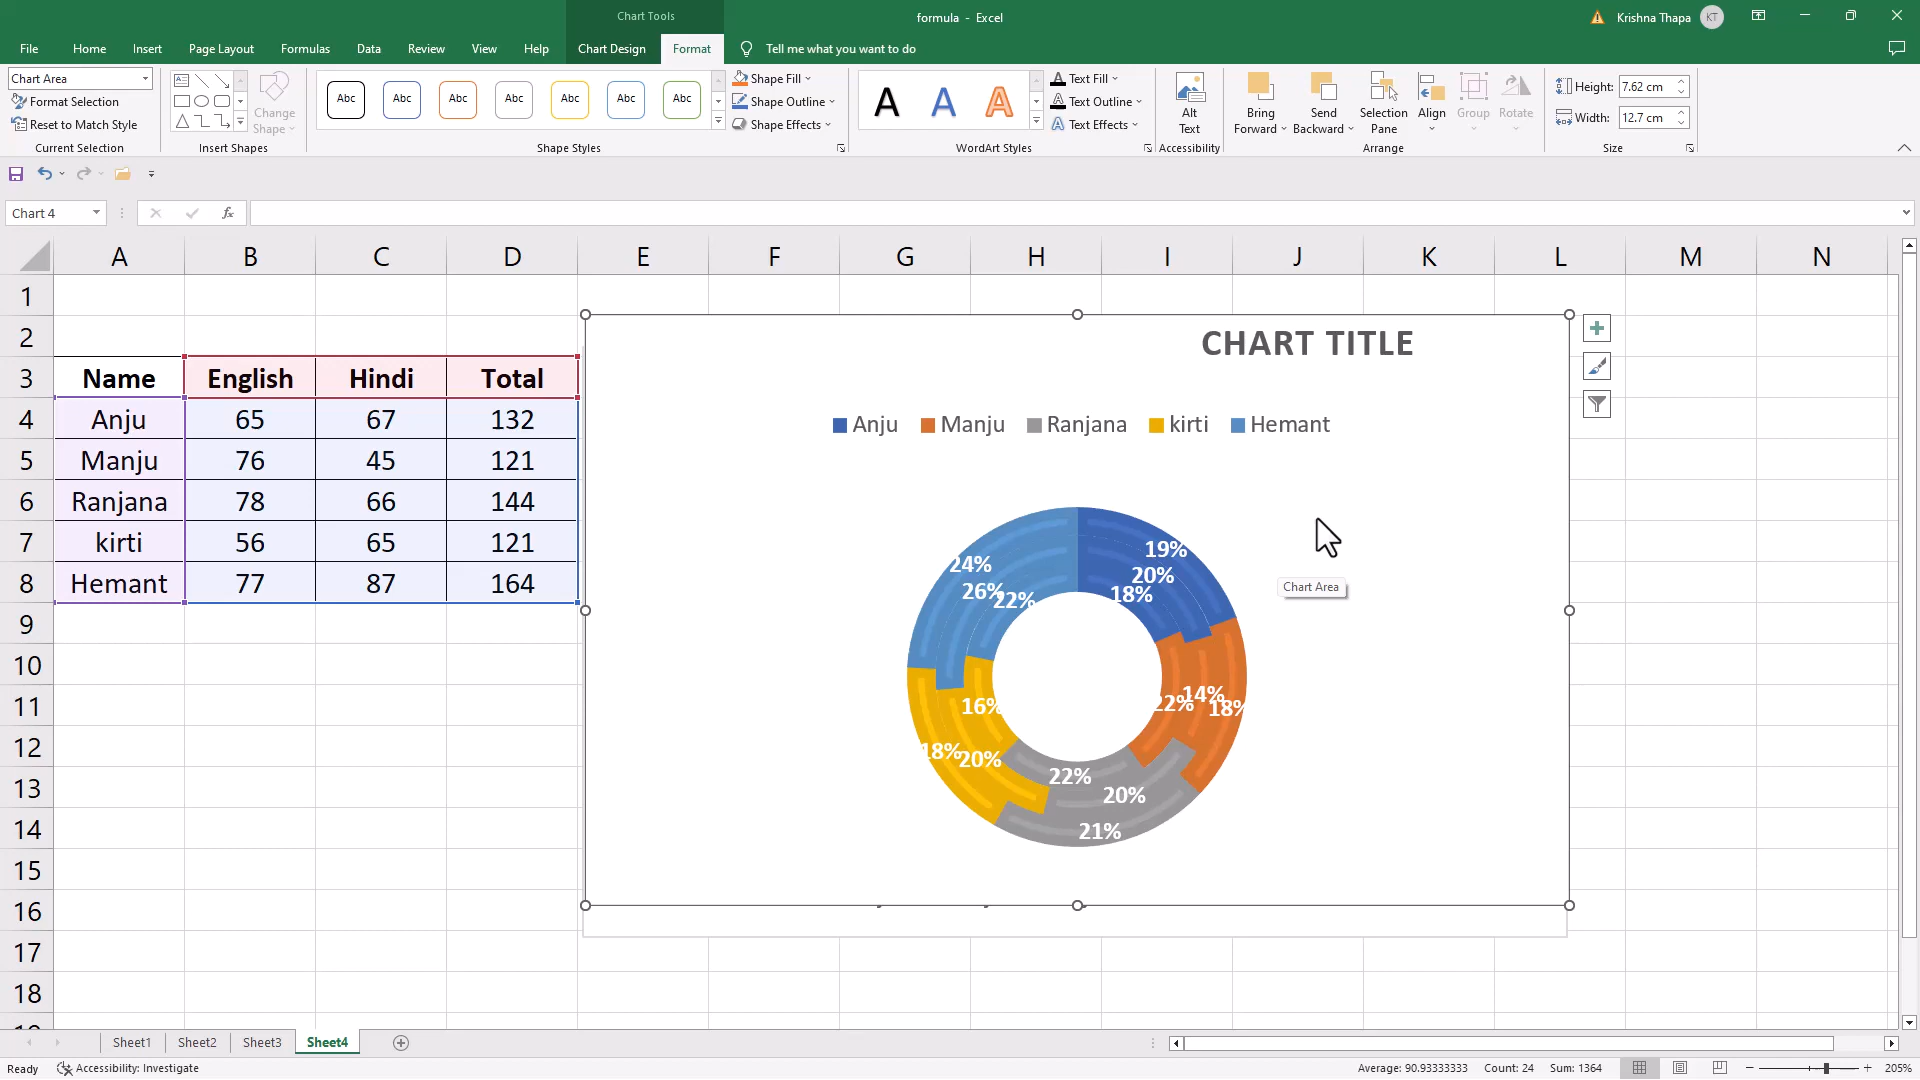 Chart Tools
formula - Excel
Krishna Thapa
KT
File
Home
Insert
Page Layout
Formulas
Data
Review
View
Help
Chart Design
Format
Tell me what you want to do
Chart Area
Format Selection
Reset to Match Style
Current Selection
Change
Shape
Insert Shapes
Abc
Abc
Abc
Abc
Abc
Abc
Abc
Shape Fill
Shape Outline
Shape Effects
Shape Styles
A A A
Text Fill
Text Outline
Text Effects
WordArt Styles
Alt
Text
Accessibility
Bring
Forward
Send
Backward
Selection
Pane
Align
Group
Rotate
Arrange
Height: 7.62 cm
Width: 12.7 cm
Size
Chart 4
fx
A B C D E F G H I J K L M N
1
2
3 Name English Hindi Total
4 Anju 65 67 132
5 Manju 76 45 121
6 Ranjana 78 66 144
7 kirti 56 65 121
8 Hemant 77 87 164
9
10
11
12
13
14
15
16
17
18
CHART TITLE
Anju Manju Ranjana kirti Hemant
19%
20%
18%
24%
26%
22%
22%
14%
18%
16%
18%
20%
22%
20%
21%
Chart Area
Sheet1 Sheet2 Sheet3 Sheet4
Ready
Accessibility: Investigate
Average: 90.93333333 Count: 24 Sum: 1364
205%